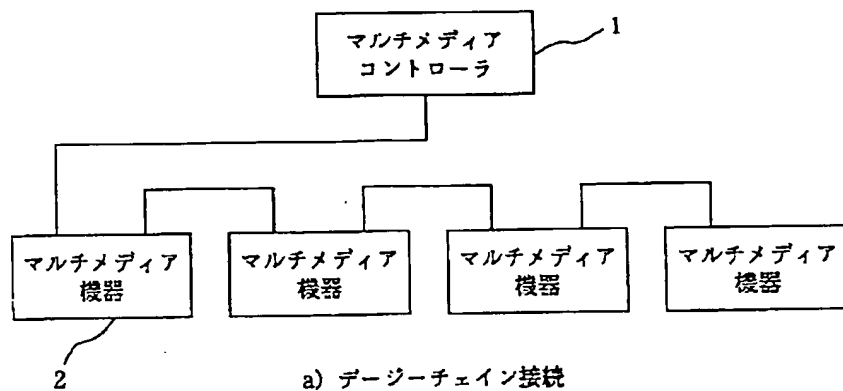 マルチメディア
コントローラ
1
マルチメディア
機器
マルチメディア
機器
マルチメディア
機器
マルチメディア
機器
2
a) デージーチェイン接続